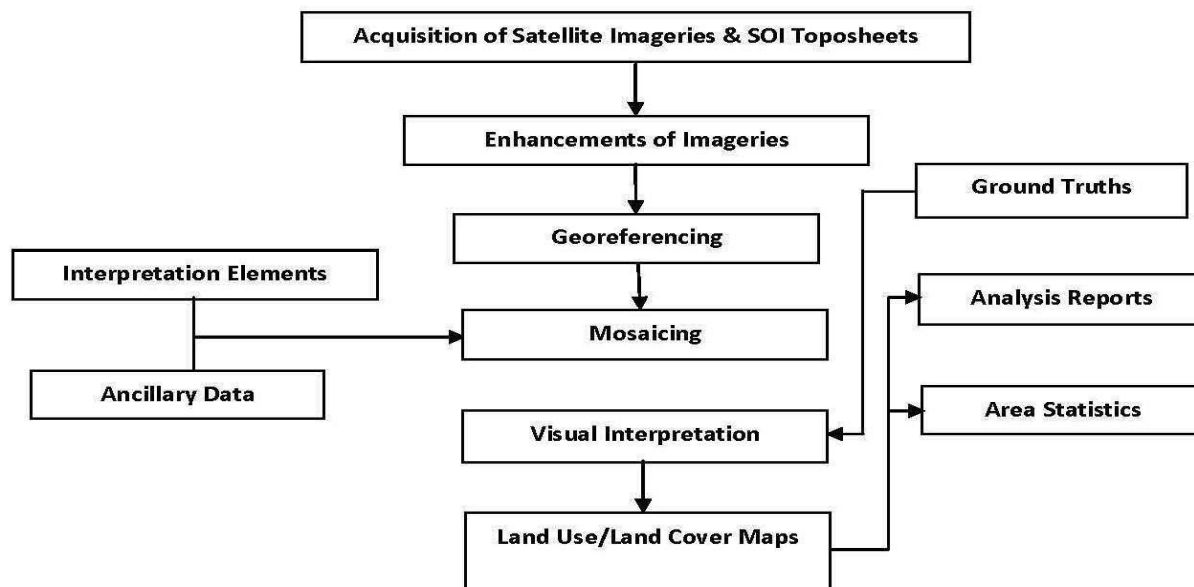 Acquisition of Satellite Imageries & SOI Toposheets
Enhancements of Imageries
Ground Truths
Georeferencing
Interpretation Elements
Analysis Reports
Mosaicing
Ancillary Data
Area Statistics
Visual Interpretation
Land Use/Land Cover Maps